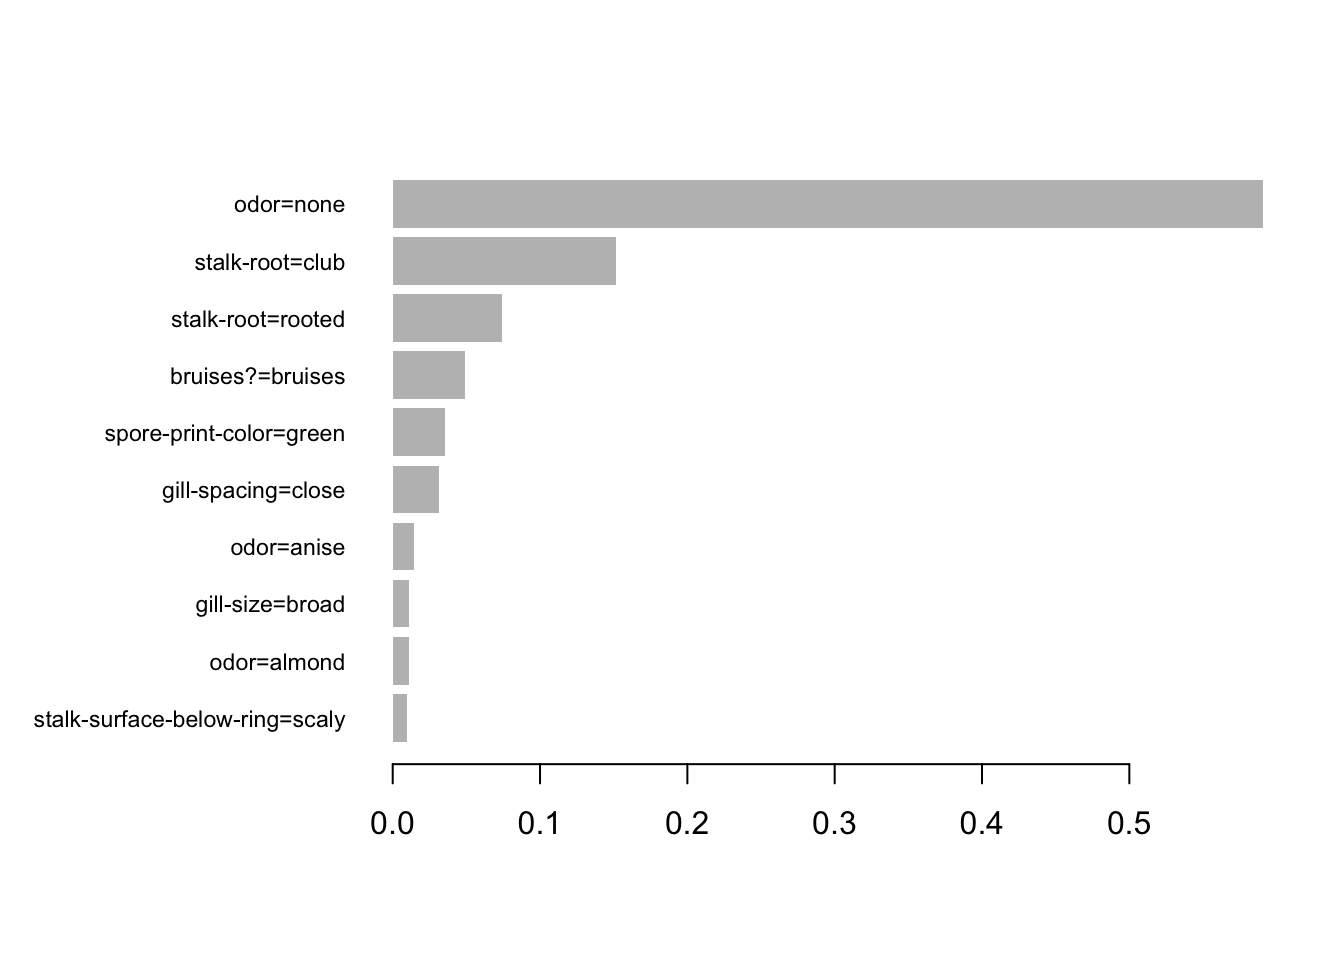 odor=none
stalk-root=club
stalk-root=rooted
bruises?=bruises
spore-print-color=green
gill-spacing=close
odor=anise
gill-size=broad
odor=almond
stalk-surface-below-ring=scaly
0.0 0.1 0.2 0.3 0.4 0.5